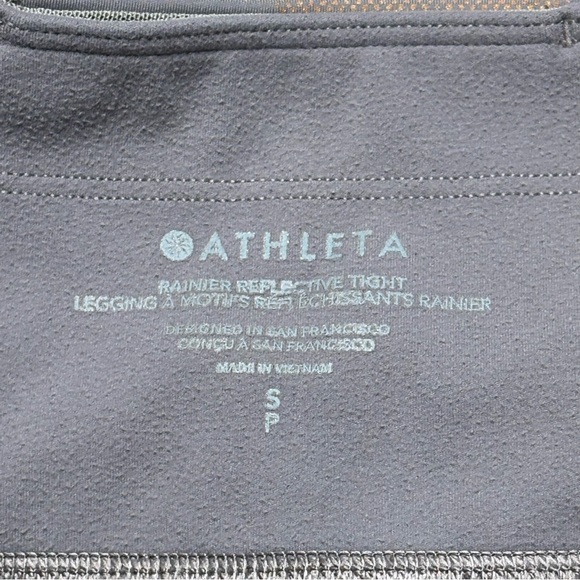 ATHLETA
RAINIER REFLECTIVE TIGHT
LEGGING À MOTIFS RÉFLÉCHISSANTS RAINIER
DESIGNED IN SAN FRANCISCO
CONÇU À SAN FRANCISCO
MADE IN VIETNAM
S
P